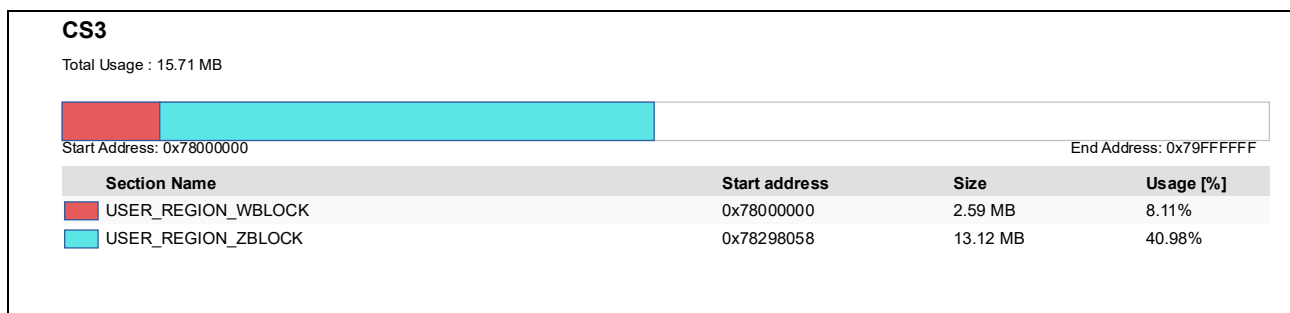 CS3
Total Usage : 15.71 MB
Start Address: 0x78000000 End Address: 0x79FFFFFF
Section Name Start address Size Usage [%]
USER_REGION_WBLOCK 0x78000000 2.59 MB 8.11%
USER_REGION_ZBLOCK 0x78298058 13.12 MB 40.98%